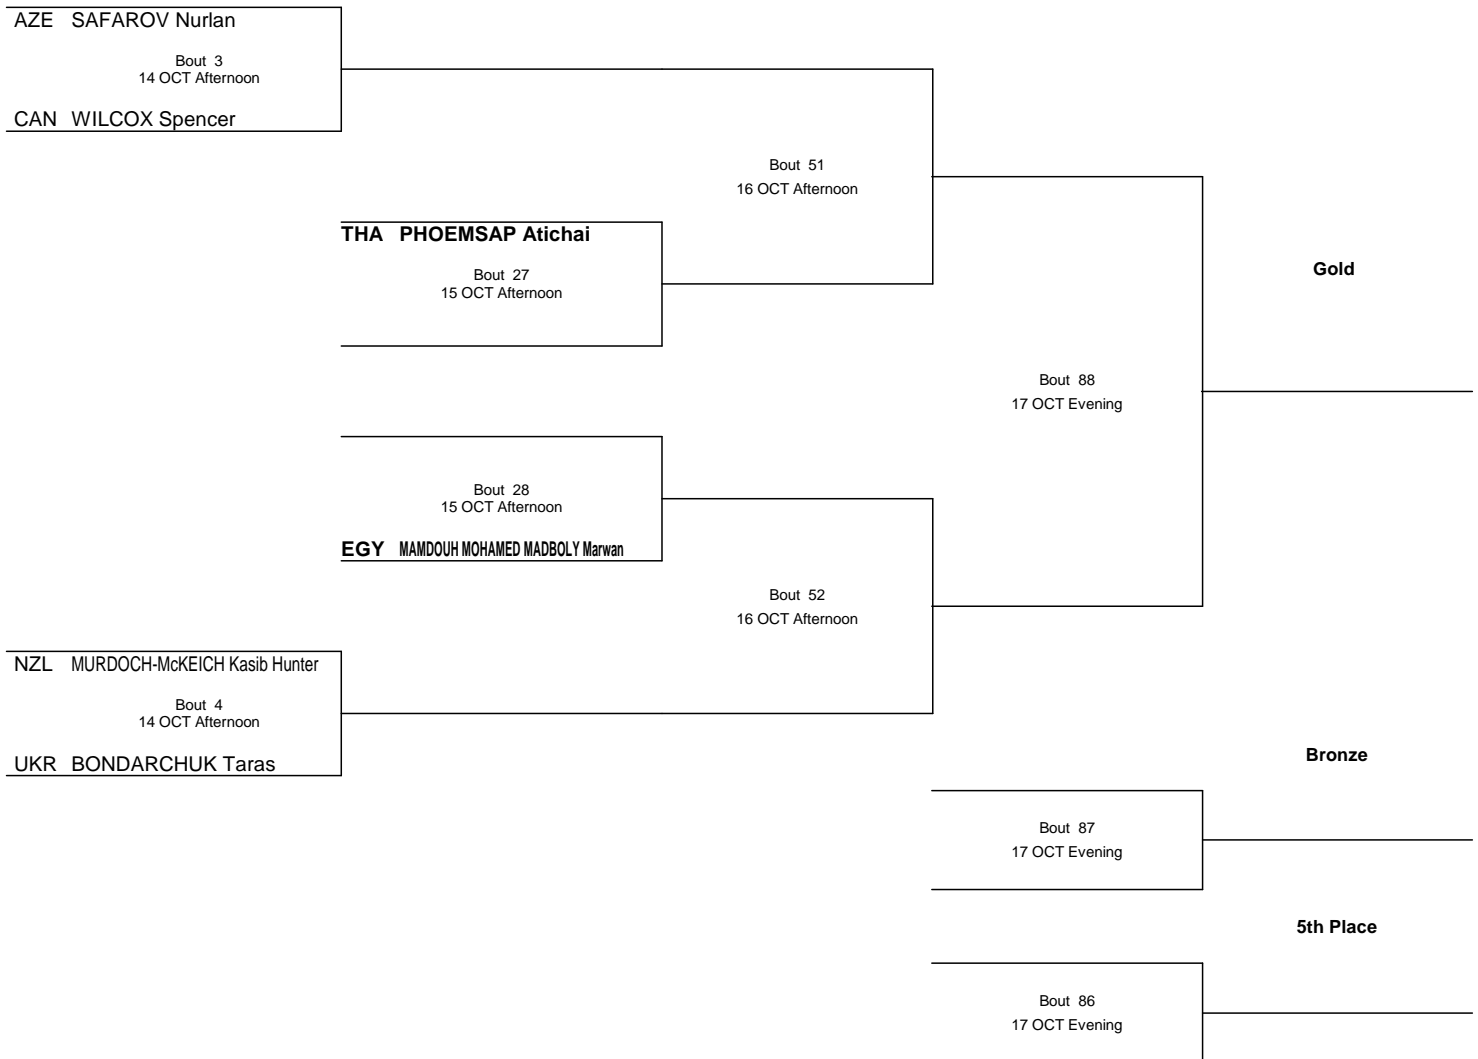 AZE SAFAROV Nurlan
Bout 3
14 OCT Afternoon
CAN WILCOX Spencer
Bout 51
16 OCT Afternoon
THA PHOEMSAP Atichai
Bout 27
15 OCT Afternoon
Gold
Bout 88
17 OCT Evening
Bout 28
15 OCT Afternoon
EGY MAMDOUH MOHAMED MADBOLY Marwan
Bout 52
16 OCT Afternoon
NZL MURDOCH-McKEICH Kasib Hunter
Bout 4
14 OCT Afternoon
UKR BONDARCHUK Taras
Bronze
Bout 87
17 OCT Evening
5th Place
Bout 86
17 OCT Evening